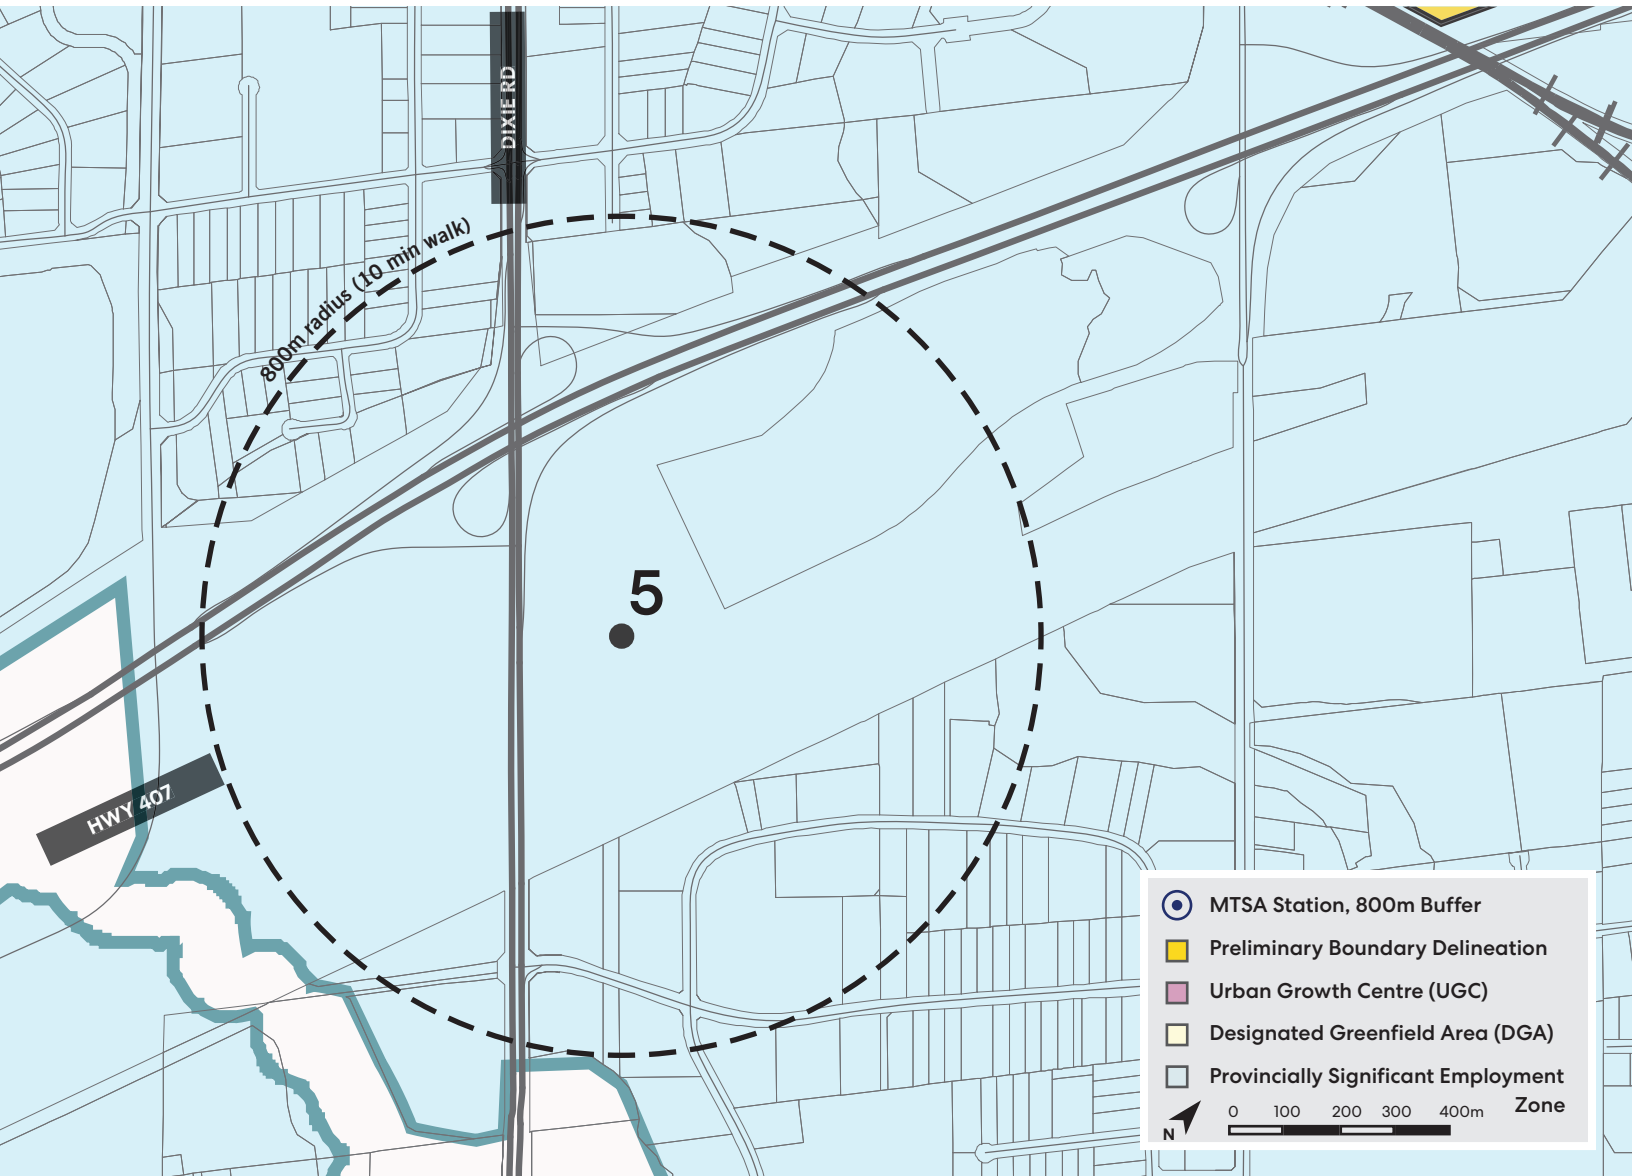 DIXIE RD
800m radius (10 min walk)
5
HWY 407
MTSA Station, 800m Buffer
Preliminary Boundary Delineation
Urban Growth Centre (UGC)
Designated Greenfield Area (DGA)
Provincially Significant Employment
Zone
0 100 200 300 400m
N